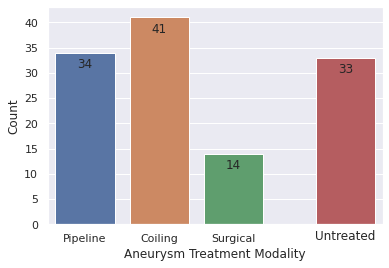 40
35
30
25
20
15
10
5
0
Count
34
41
14
33
Pipeline
Coiling
Surgical
Untreated
Aneurysm Treatment Modality